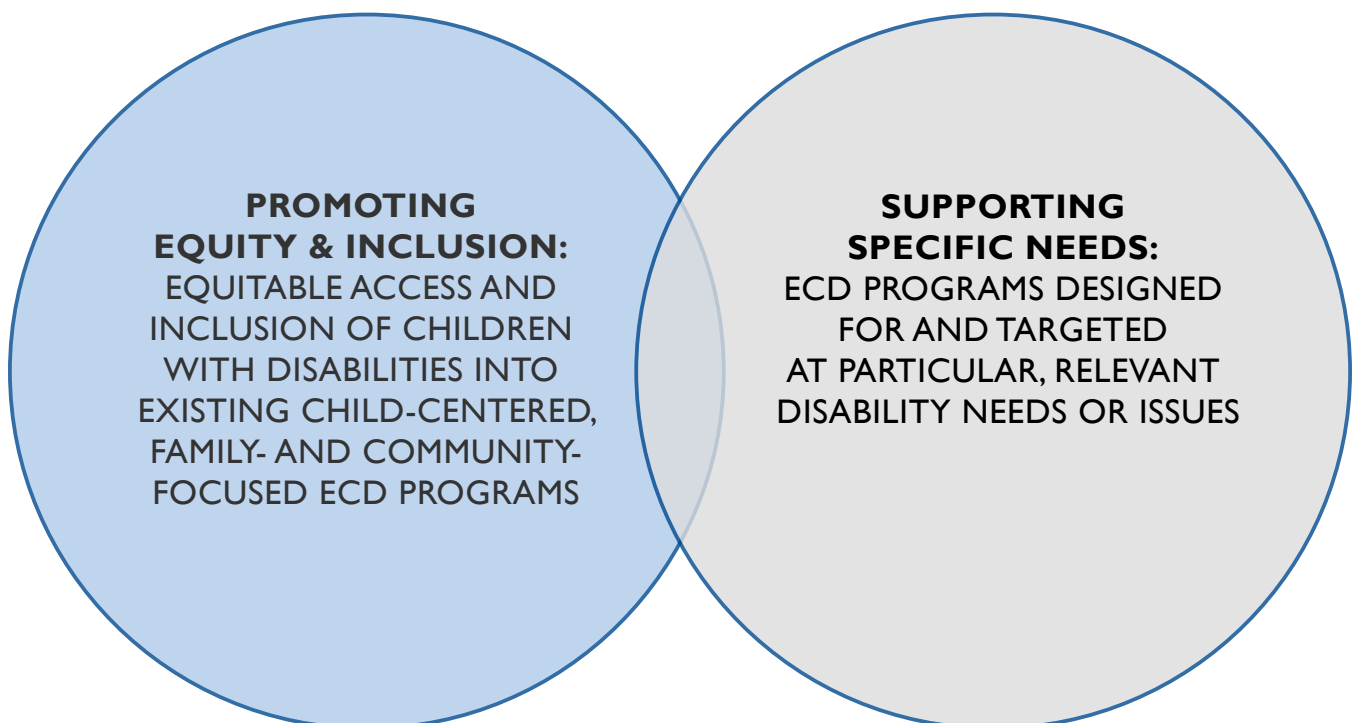 PROMOTING
EQUITY & INCLUSION:
EQUITABLE ACCESS AND
INCLUSION OF CHILDREN
WITH DISABILITIES INTO
EXISTING CHILD-CENTERED,
FAMILY- AND COMMUNITY-
FOCUSED ECD PROGRAMS
SUPPORTING
SPECIFIC NEEDS:
ECD PROGRAMS DESIGNED
FOR AND TARGETED
AT PARTICULAR, RELEVANT
DISABILITY NEEDS OR ISSUES